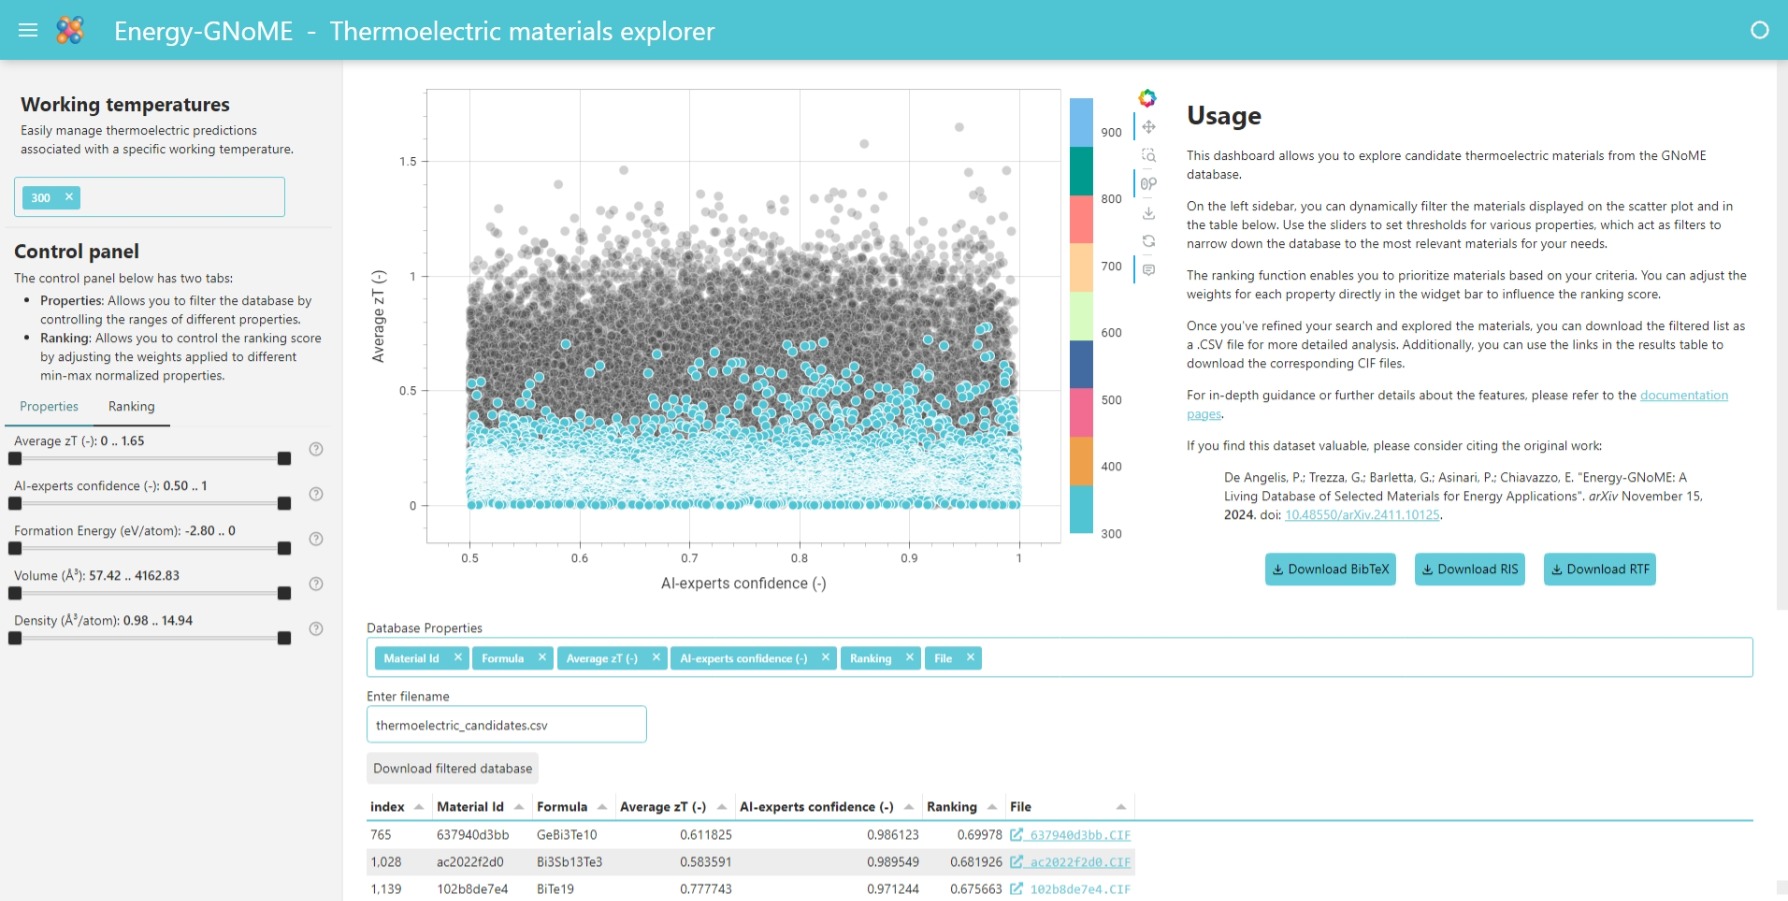 Energy-GNoME - Thermoelectric materials explorer
Working temperatures
Easily manage thermoelectric predictions
associated with a specific working temperature.
300 ×
Control panel
The control panel below has two tabs:
• Properties: Allows you to filter the database by
controlling the ranges of different properties.
• Ranking: Allows you to control the ranking score
by adjusting the weights applied to different
min-max normalized properties.
Properties Ranking
Average zT (-): 0 .. 1.65
?
AI-experts confidence (-): 0.50 .. 1
?
Formation Energy (eV/atom): -2.80 .. 0
?
Volume (Å³): 57.42 .. 4162.83
?
Density (Å³/atom): 0.98 .. 14.94
?
Average zT (-)
1.5
1
0.5
0
0.5 0.6 0.7 0.8 0.9 1
AI-experts confidence (-)
900
800
700
600
500
400
300
Usage
This dashboard allows you to explore candidate thermoelectric materials from the GNoME
database.
On the left sidebar, you can dynamically filter the materials displayed on the scatter plot and in
the table below. Use the sliders to set thresholds for various properties, which act as filters to
narrow down the database to the most relevant materials for your needs.
The ranking function enables you to prioritize materials based on your criteria. You can adjust the
weights for each property directly in the widget bar to influence the ranking score.
Once you've refined your search and explored the materials, you can download the filtered list as
a .CSV file for more detailed analysis. Additionally, you can use the links in the results table to
download the corresponding CIF files.
For in-depth guidance or further details about the features, please refer to the documentation
pages.
If you find this dataset valuable, please consider citing the original work:
De Angelis, P.; Trezza, G.; Barletta, G.; Asinari, P.; Chiavazzo, E. "Energy-GNoME: A
Living Database of Selected Materials for Energy Applications". arXiv November 15,
2024. doi: 10.48550/arXiv.2411.10125.
Download BibTeX Download RIS Download RTF
Database Properties
Material Id × Formula × Average zT (-) × AI-experts confidence (-) × Ranking × File ×
Enter filename
thermoelectric_candidates.csv
Download filtered database
index Material Id Formula Average zT (-) AI-experts confidence (-) Ranking File
765 637940d3bb GeBi3Te10 0.611825 0.986123 0.69978 637940d3bb.CIF
1,028 ac2022f2d0 Bi3Sb13Te3 0.583591 0.989549 0.681926 ac2022f2d0.CIF
1,139 102b8de7e4 BiTe19 0.777743 0.971244 0.675663 102b8de7e4.CIF